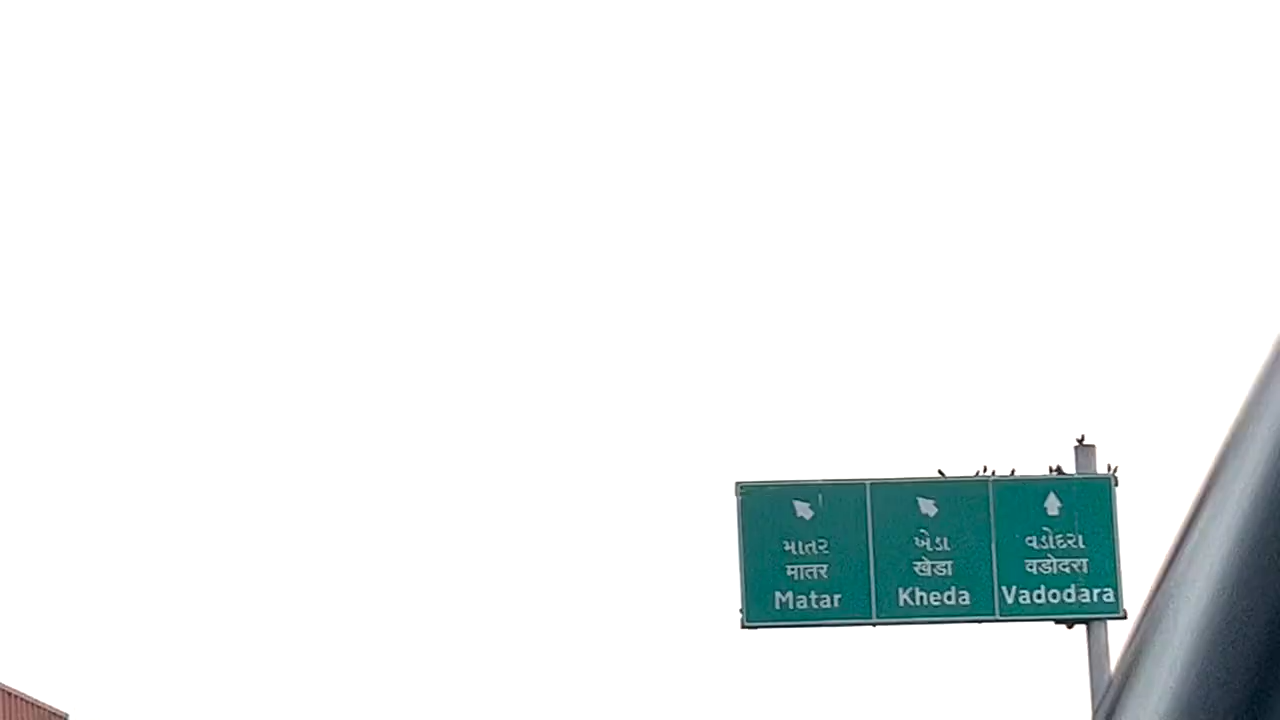 માતર
मातर
Matar
ખેડા
खेडा
Kheda
વડોદરા
वडोदरा
Vadodara